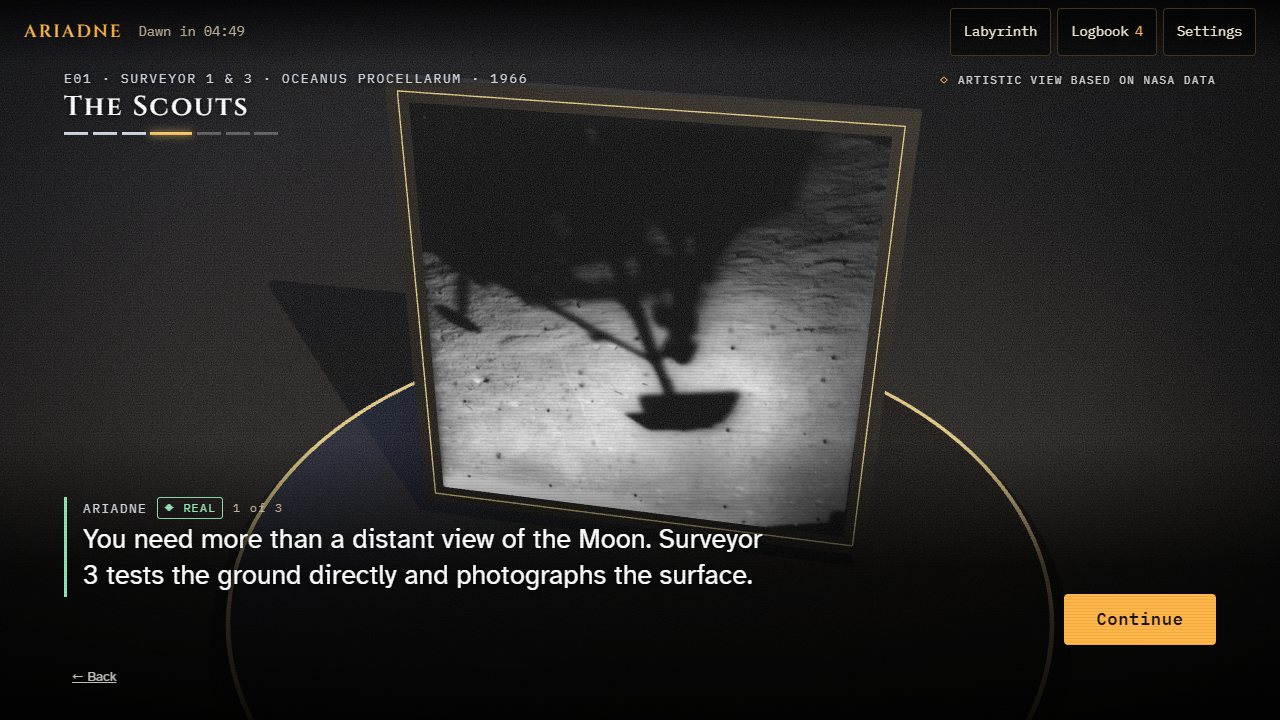 ARIADNE Dawn in 04:49 Labyrinth Logbook 4 Settings
E01 · SURVEYOR 1 & 3 · OCEANUS PROCELLARUM · 1966
◇ ARTISTIC VIEW BASED ON NASA DATA
The Scouts
ARIADNE ◆ REAL 1 of 3
You need more than a distant view of the Moon. Surveyor
3 tests the ground directly and photographs the surface.
Continue
← Back